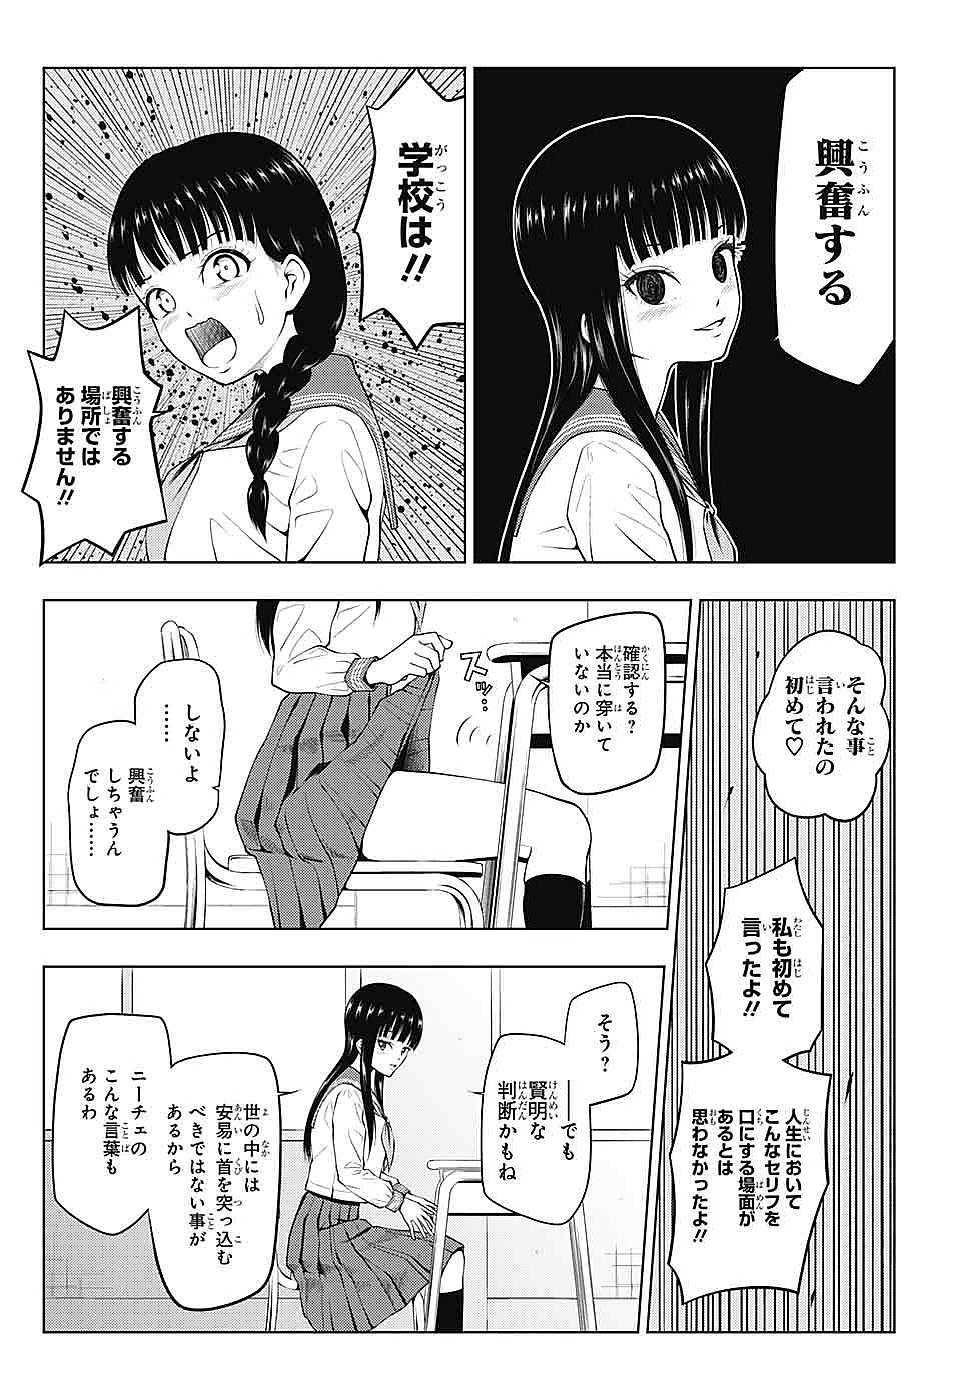 興奮する
学校は!!
興奮する
場所では
ありません!!
そんな事
言われたの
初めて♡
私も初めて
言ったよ!!
人生において
こんなセリフを
口にする場面が
あるとは
思わなかったよ!!
確認する?
本当に穿いて
いないのか
ズッ…
しないよ
……
興奮
しちゃうん
でしょ……
そう?
――でも
賢明な
判断かもね
世の中には
安易に首を突っ込む
べきではない事が
あるから
ニーチェの
こんな言葉も
あるわ